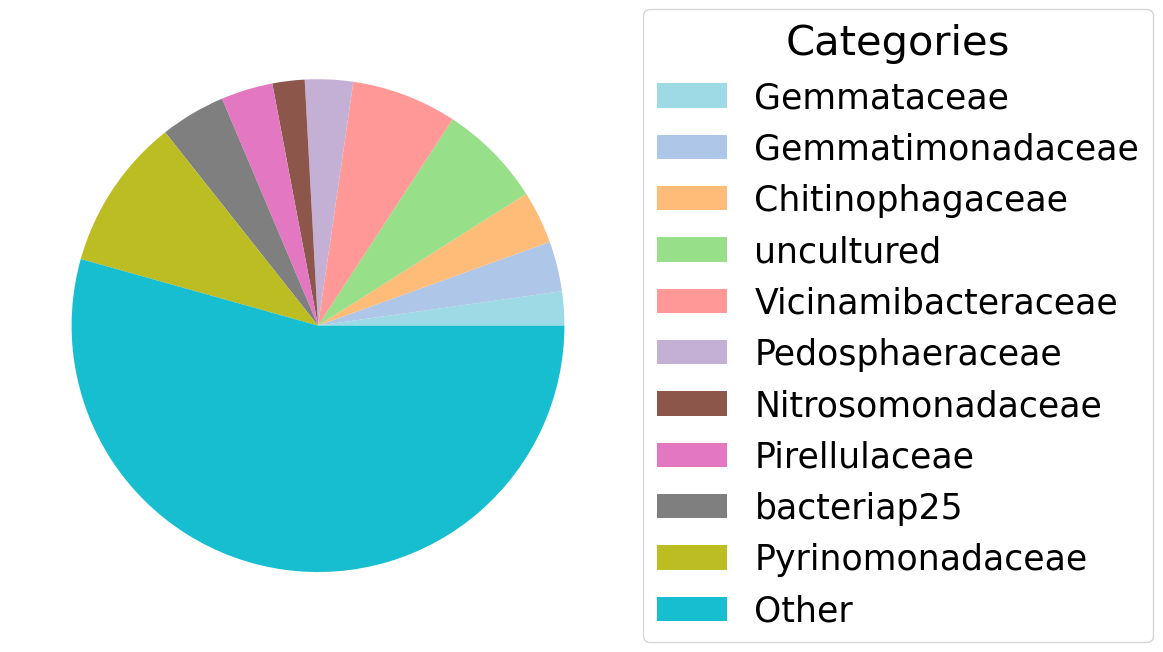 Categories
Gemmataceae
Gemmatimonadaceae
Chitinophagaceae
uncultured
Vicinamibacteraceae
Pedosphaeraceae
Nitrosomonadaceae
Pirellulaceae
bacteriap25
Pyrinomonadaceae
Other